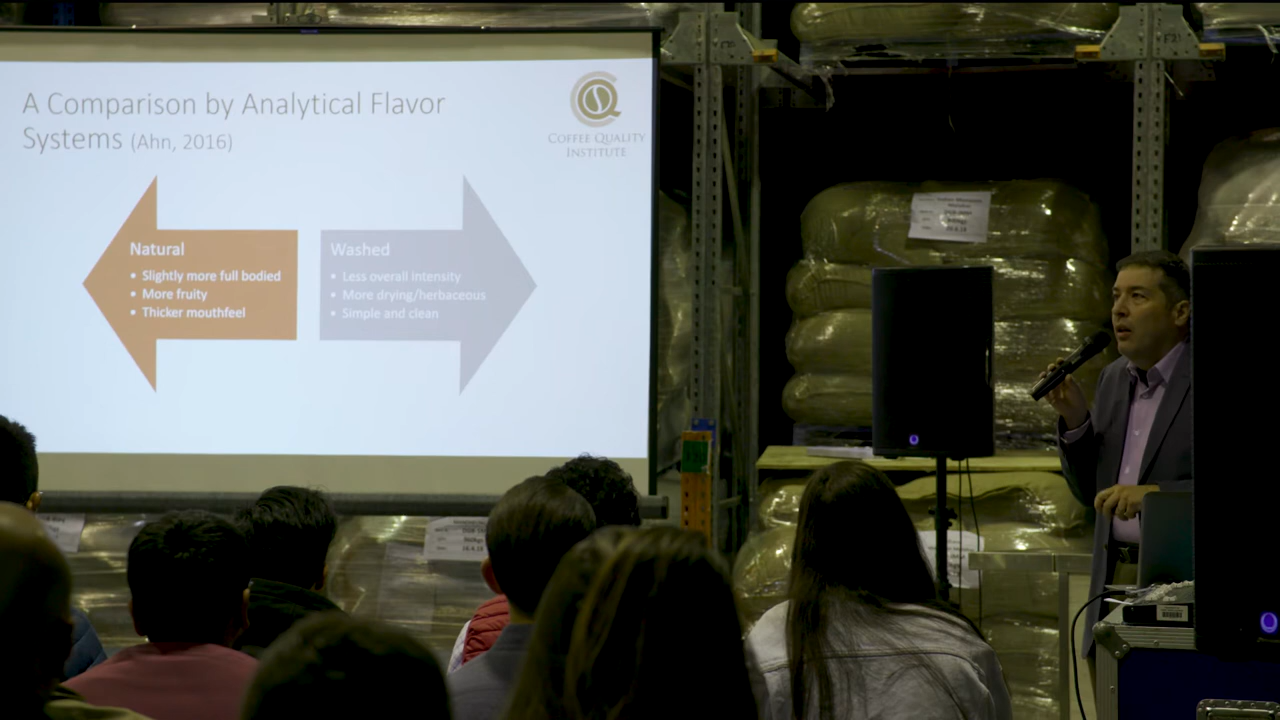 A Comparison by Analytical Flavor
Systems (Ahn, 2016)
COFFEE QUALITY
INSTITUTE
Natural
• Slightly more full bodied
• More fruity
• Thicker mouthfeel
Washed
• Less overall intensity
• More drying/herbaceous
• Simple and clean